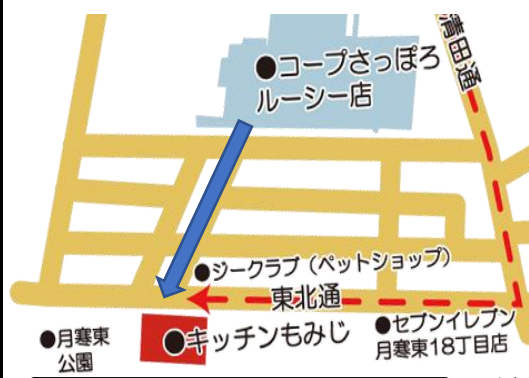 清田通
●コープさっぽろ
ルーシー店
●ジークラブ（ペットショップ）
東北通
●月寒東
公園
●キッチンもみじ
●セブンイレブン
月寒東18丁目店